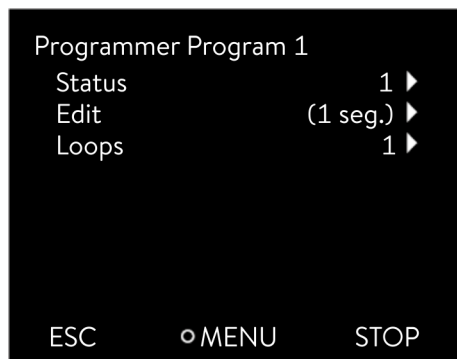 Programmer Program 1
Status 1
Edit (1 seg.)
Loops 1
ESC MENU STOP